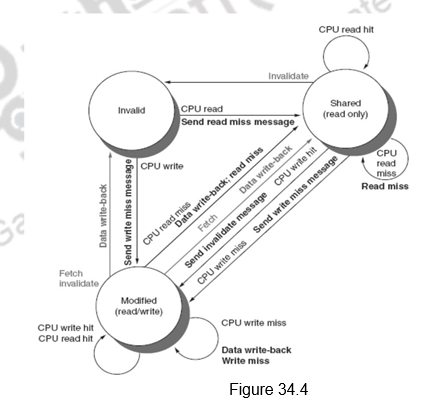 CPU read hit
Invalidate
Invalid
CPU read
Send read miss message
Shared
(read only)
CPU
read
miss
Read miss
CPU write
Data write-back
Send write miss message
CPU read miss
Data write-back; read miss
Fetch
Data write-back
Send invalidate message
CPU write hit
CPU write miss
Send write miss message
Fetch
invalidate
Modified
(read/write)
CPU write hit
CPU read hit
CPU write miss
Data write-back
Write miss
Figure 34.4